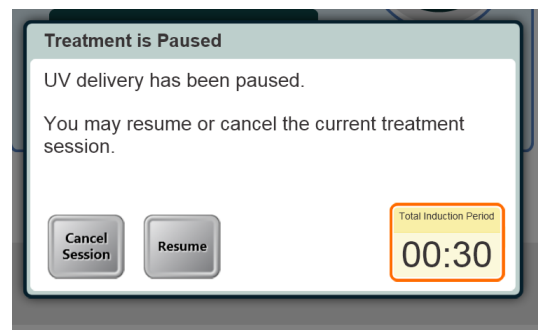 Treatment is Paused
UV delivery has been paused.
You may resume or cancel the current treatment
session.
Cancel
Session
Resume
Total Induction Period
00:30